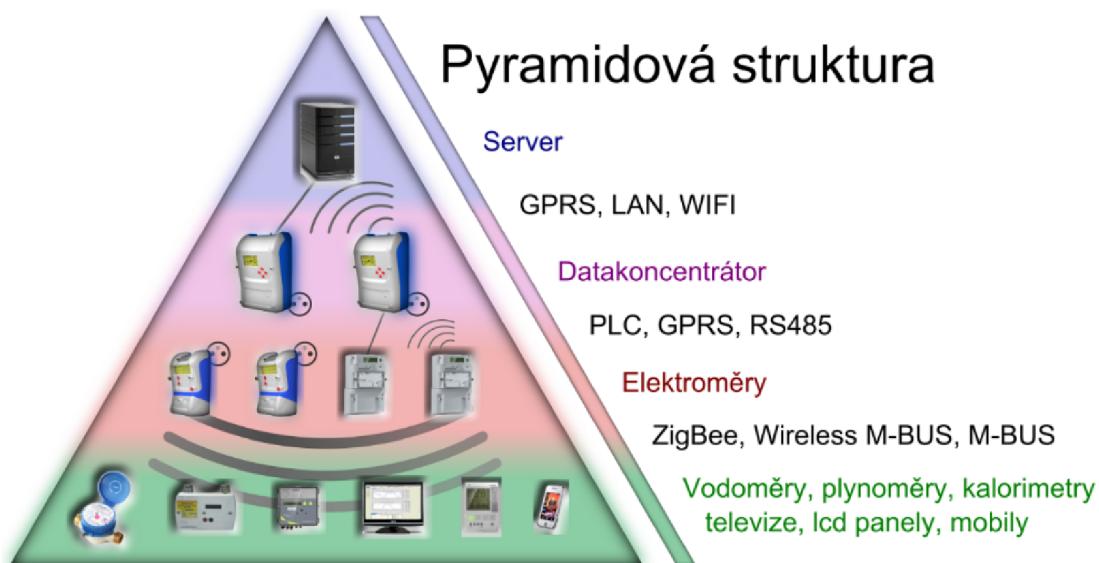 Pyramidová struktura
Server
GPRS, LAN, WIFI
Datakoncentrátor
PLC, GPRS, RS485
Elektroměry
ZigBee, Wireless M-BUS, M-BUS
Vodoměry, plynoměry, kalorimetry
televize, lcd panely, mobily